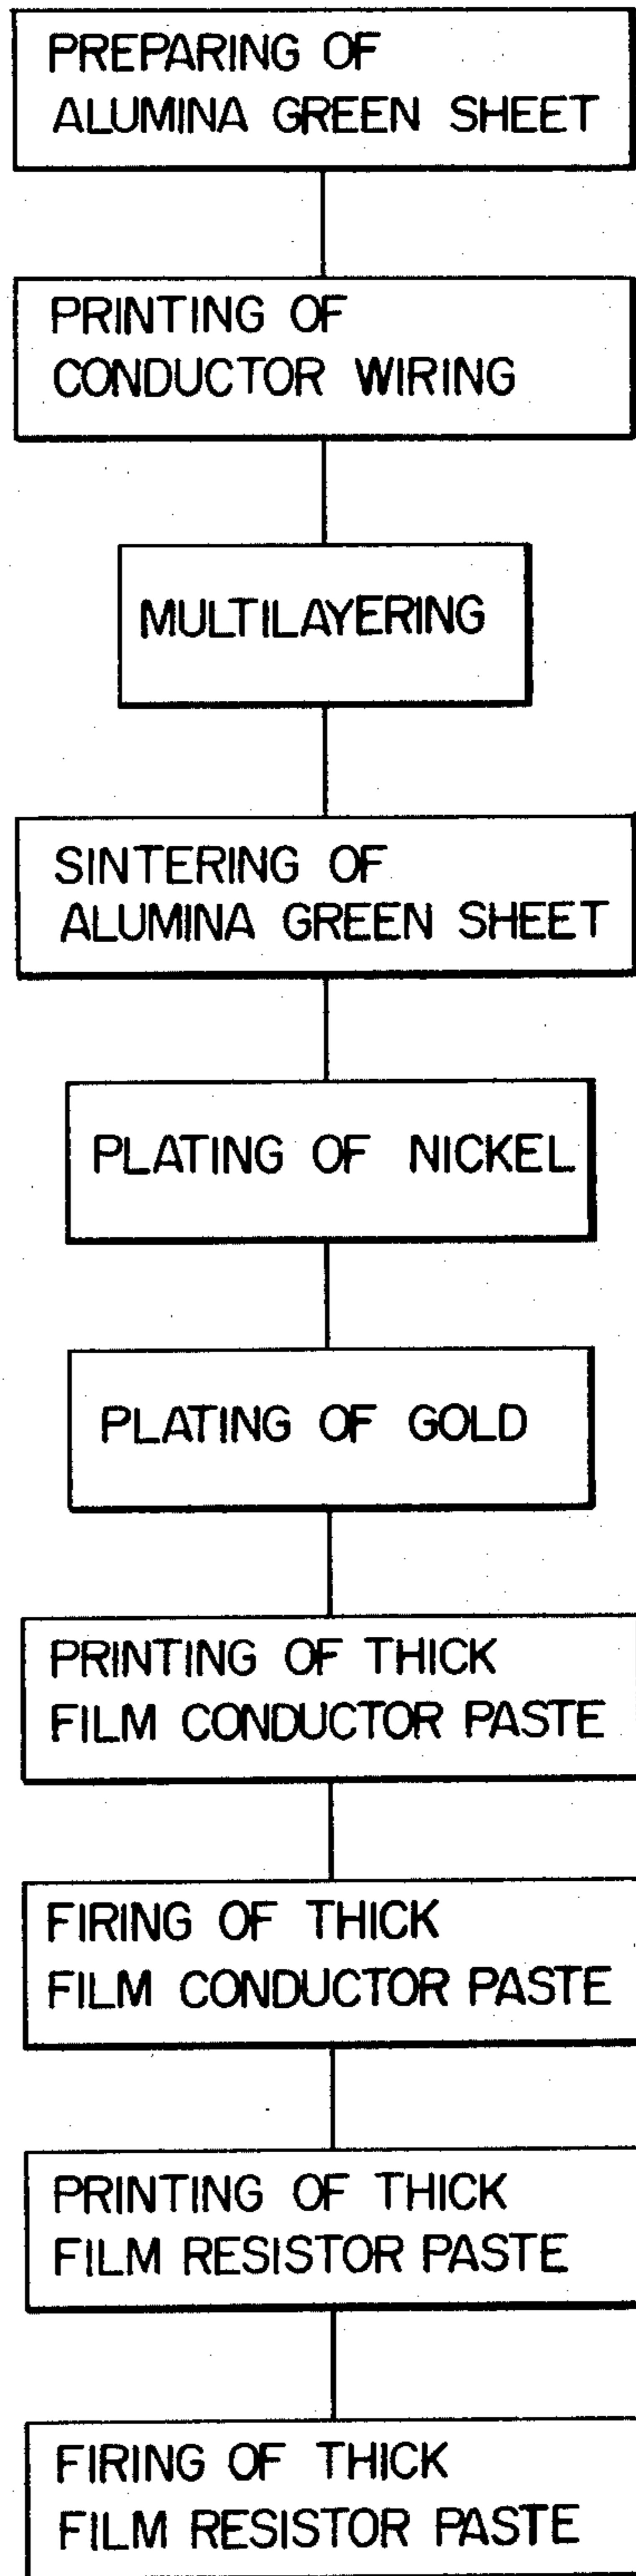 PREPARING OF
ALUMINA GREEN SHEET
PRINTING OF
CONDUCTOR WIRING
MULTILAYERING
SINTERING OF
ALUMINA GREEN SHEET
PLATING OF NICKEL
PLATING OF GOLD
PRINTING OF THICK
FILM CONDUCTOR PASTE
FIRING OF THICK
FILM CONDUCTOR PASTE
PRINTING OF THICK
FILM RESISTOR PASTE
FIRING OF THICK
FILM RESISTOR PASTE